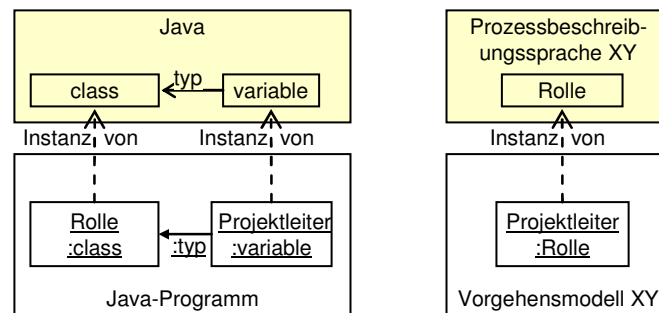 Java
typ
class
variable
Instanz von
Instanz von
Rolle
:class
:typ
Projektleiter
:variable
Java-Programm
Prozessbeschreib-
ungssprache XY
Rolle
Instanz von
Projektleiter
:Rolle
Vorgehensmodell XY